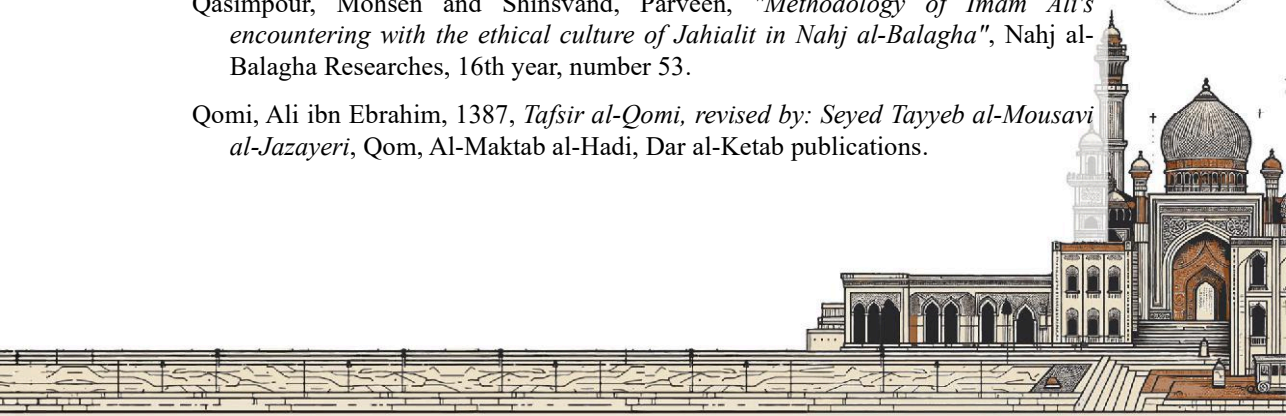 Qasimpour, Mohsen and Shinsvand, Parveen, "Methodology of Imam Ali's
encountering with the ethical culture of Jahialit in Nahj al-Balagha", Nahj al-
Balagha Researches, 16th year, number 53.
Qomi, Ali ibn Ebrahim, 1387, Tafsir al-Qomi, revised by: Seyed Tayyeb al-Mousavi
al-Jazayeri, Qom, Al-Maktab al-Hadi, Dar al-Ketab publications.